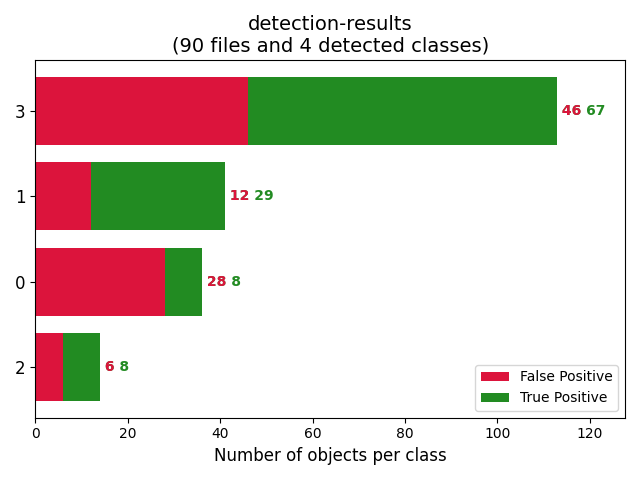 detection-results
(90 files and 4 detected classes)
3
46 67
1
12 29
0
28 8
2
6 8
False Positive
True Positive
0 20 40 60 80 100 120
Number of objects per class